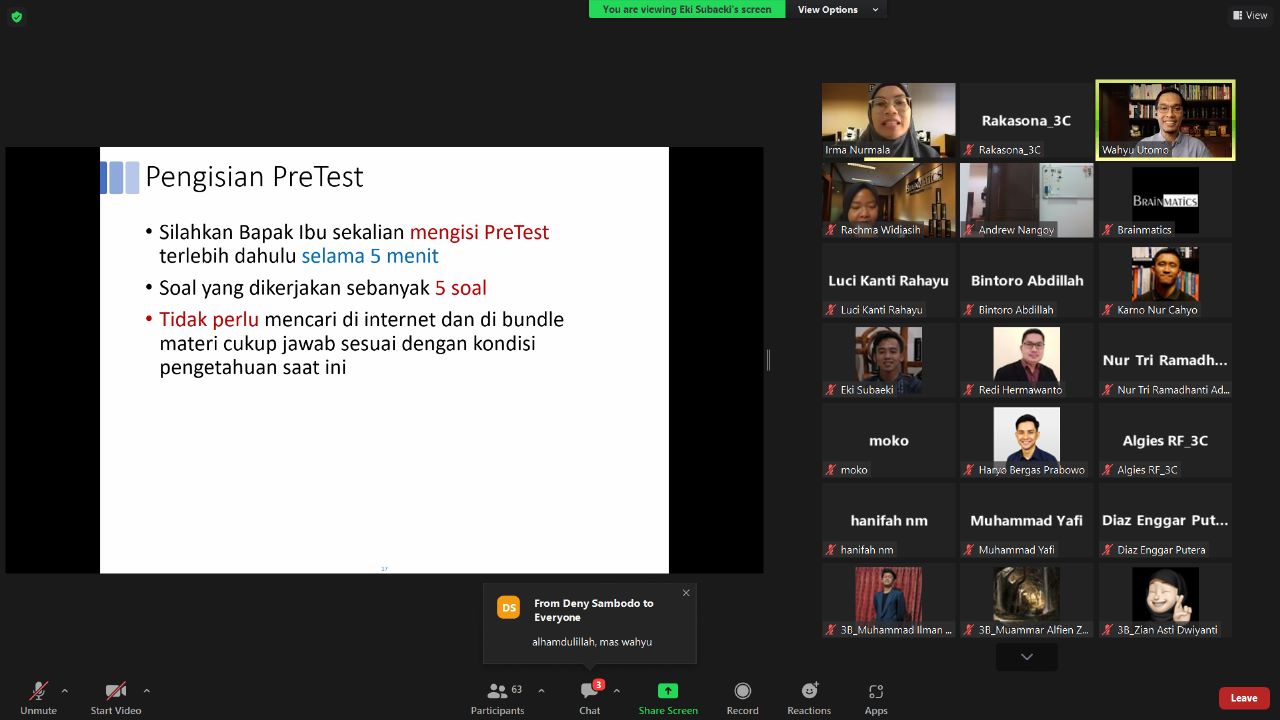 You are viewing Eki Subaeki's screen
View Options
View
Pengisian PreTest
• Silahkan Bapak Ibu sekalian mengisi PreTest
terlebih dahulu selama 5 menit
• Soal yang dikerjakan sebanyak 5 soal
• Tidak perlu mencari di internet dan di bundle
materi cukup jawab sesuai dengan kondisi
pengetahuan saat ini
27
Irma Nurmala
Rakasona_3C
Rakasona_3C
Wahyu Utomo
Rachma Widiasih
Andrew Nangoy
BRAINMATICS
Brainmatics
Luci Kanti Rahayu
Luci Kanti Rahayu
Bintoro Abdillah
Bintoro Abdillah
Karno Nur Cahyo
Eki Subaeki
Redi Hermawanto
Nur Tri Ramadh...
Nur Tri Ramadhanti Ad...
moko
moko
Haryo Bergas Prabowo
Algies RF_3C
Algies RF_3C
hanifah nm
hanifah nm
Muhammad Yafi
Muhammad Yafi
Diaz Enggar Put...
Diaz Enggar Putera
3B_Muhammad Ilman ...
3B_Muammar Alfien Z...
3B_Zian Asti Dwiyanti
DS
From Deny Sambodo to
Everyone
alhamdulillah, mas wahyu
Unmute
Start Video
63
Participants
3
Chat
Share Screen
Record
Reactions
Apps
Leave